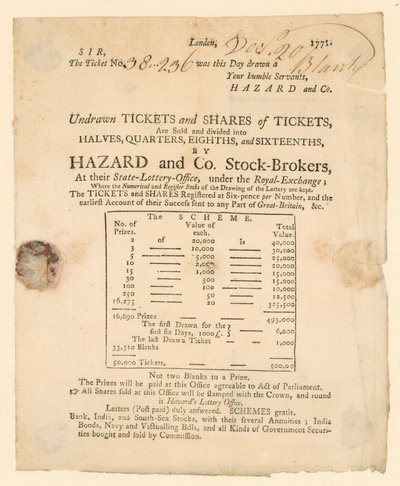 London, Decr. 20 1771.
SIR,
The Ticket No. 38..236 was this Day drawn a Blank
Your humble Servants,
HAZARD and Co.
Undrawn TICKETS and SHARES of TICKETS,
Are Sold and divided into
HALVES, QUARTERS, EIGHTHS, and SIXTEENTHS,
BY
HAZARD and Co. Stock-Brokers,
At their State-Lottery-Office, under the Royal-Exchange;
Where the Numerical and Register Books of the Drawing of the Lottery are kept.
The TICKETS and SHARES Registered at Six-pence per Number, and the
earliest Account of their Success sent to any Part of Great-Britain, &c.
The SCHEME.
No. of Prizes. Value of each. Total Value.
2 of 20,000 is 40,000
3 — 10,000 — 30,000
5 — 5,000 — 25,000
10 — 2,000 — 20,000
15 — 1,000 — 15,000
30 — 500 — 15,000
100 — 100 — 10,000
250 — 50 — 12,500
16,275 — 20 — 325,500
16,690 Prizes — 493,000
The first Drawn for the
first six Days, 1000£. — 6,000
The last Drawn Ticket — 1,000
33,310 Blanks
50,000 Tickets, — 500,00
Not two Blanks to a Prize.
The Prizes will be paid at this Office agreeable to Act of Parliament.
☞ All Shares sold at this Office will be stamped with the Crown, and round
it Hazard's Lottery Office.
Letters (Post paid) duly answered. SCHEMES gratis.
Bank, India, and South-Sea Stocks, with their several Annuities; India
Bonds, Navy and Victualling Bills, and all Kinds of Government Securi-
ties bought and sold by Commission.